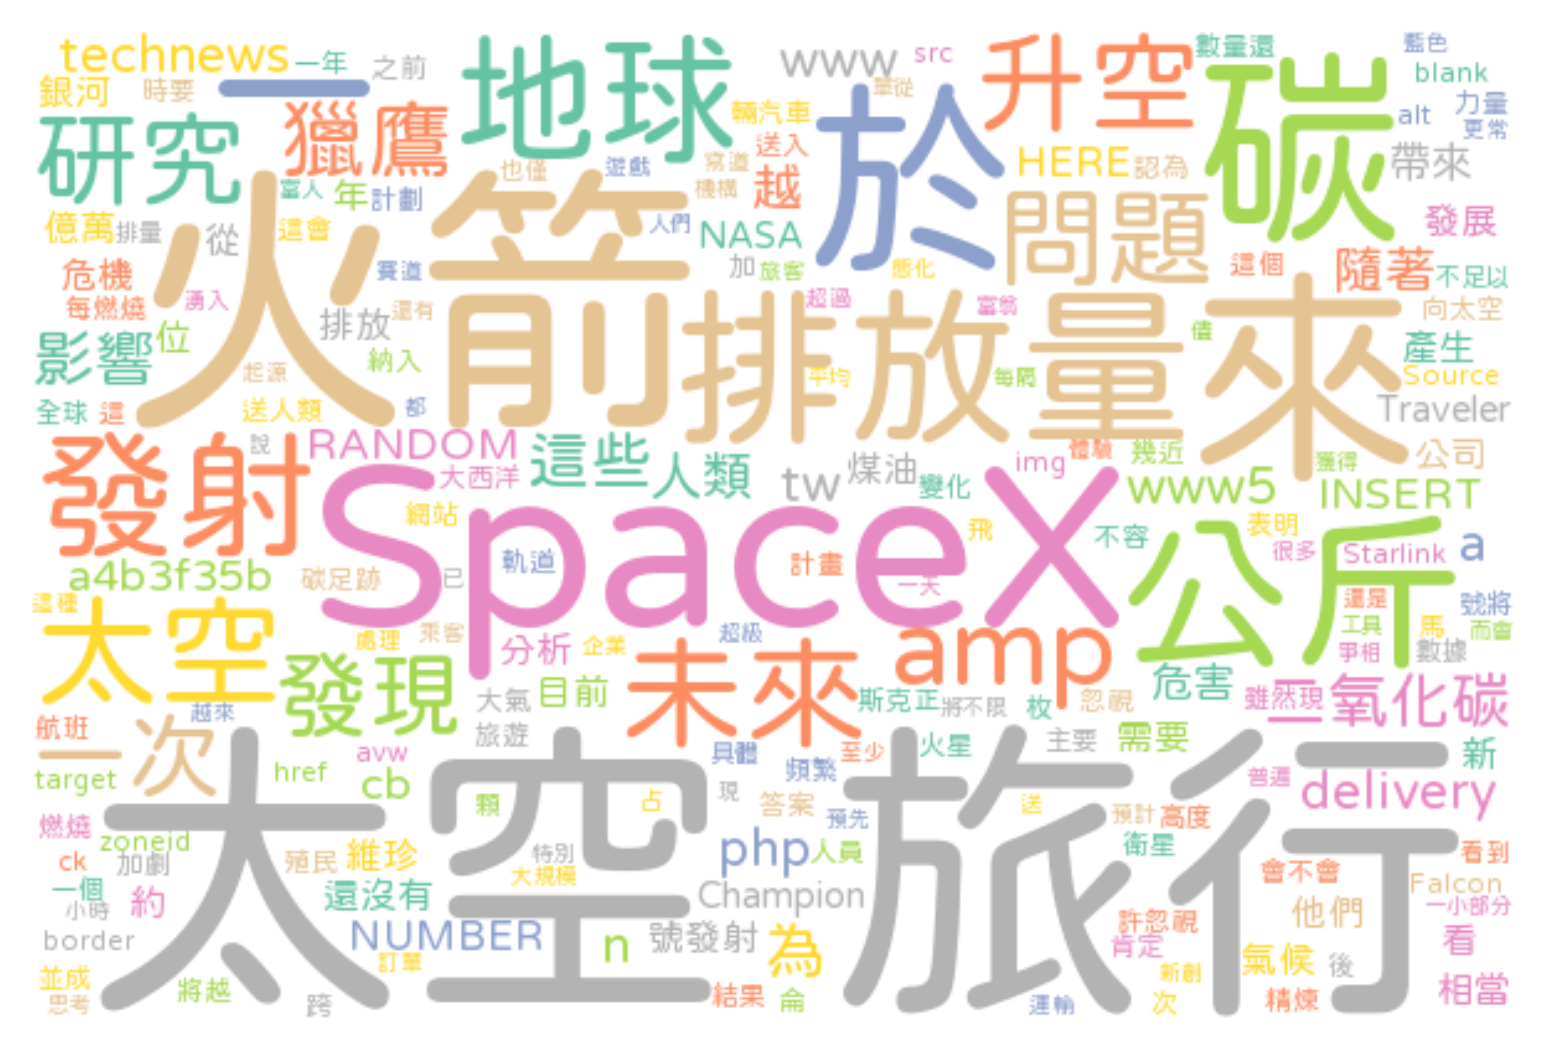 technews
一年
之前
地球
www
src
升空
數量還
碳
藍色
blank
銀河
時要
一
獵鷹
輛汽車
單從
於
alt
力量
更常
研究
送入
HERE
認為
帶來
也僅
遊戲
窩道
越
富人
年
計劃
機構
問題
發展
億萬
排量
從
這會
火箭
人們
NASA
危機
賽道
加
旅客
態化
這個
隨著
不足以
每燃燒
湧入
排放
還有
超過
富翁
向太空
影響
位
納入
排放量
僖
來
產生
起源
平均
每隔
Source
全球
這
送人類
都
Traveler
發射
說
RANDOM
這些
人類
大西洋
tw
煤油
變化
img
體驗
幾近
獲得
公司
www5
INSERT
SpaceX
網站
飛
不容
表明
很多
Starlink
a
a4b3f35b
碳足跡
已
軌道
計畫
一天
公斤
這種
太空
還是
號將
工具
馬
而會
處理
乘客
分析
企業
超級
amp
爭相
數據
發現
未來
大氣
目前
危害
斯克正
將不限
枚
忽視
雖然現
二氧化碳
航班
越來
一次
旅遊
具體
至少
火星
主要
需要
新
target
href
avw
cb
頻繁
普遍
delivery
太空旅行
顆
占
現
答案
預先
送
預計
高度
燃燒
zoneid
ck
加劇
殖民
維珍
特別
大規模
php
人員
衛星
看到
會不會
一個
小時
約
還沒有
Champion
Falcon
一小部分
他們
許忽視
border
NUMBER
n
號發射
為
肯定
看
訂單
氣候
後
並成
思考
將越
跨
結果
侖
運輸
新創
次
精煉
相當